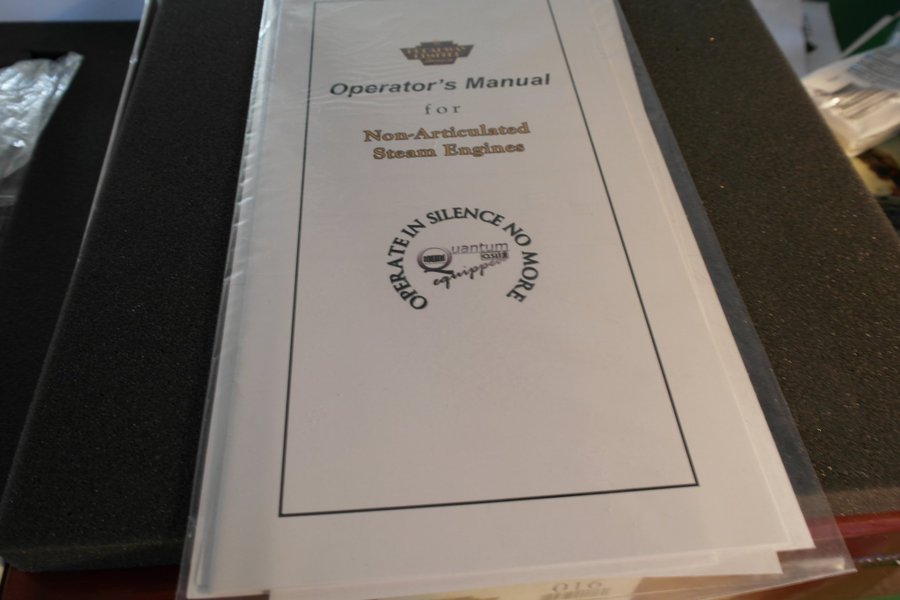 Operator's Manual
for
Non-Articulated
Steam Engines
OPERATE IN SILENCE NO MORE
Quantum
equipped